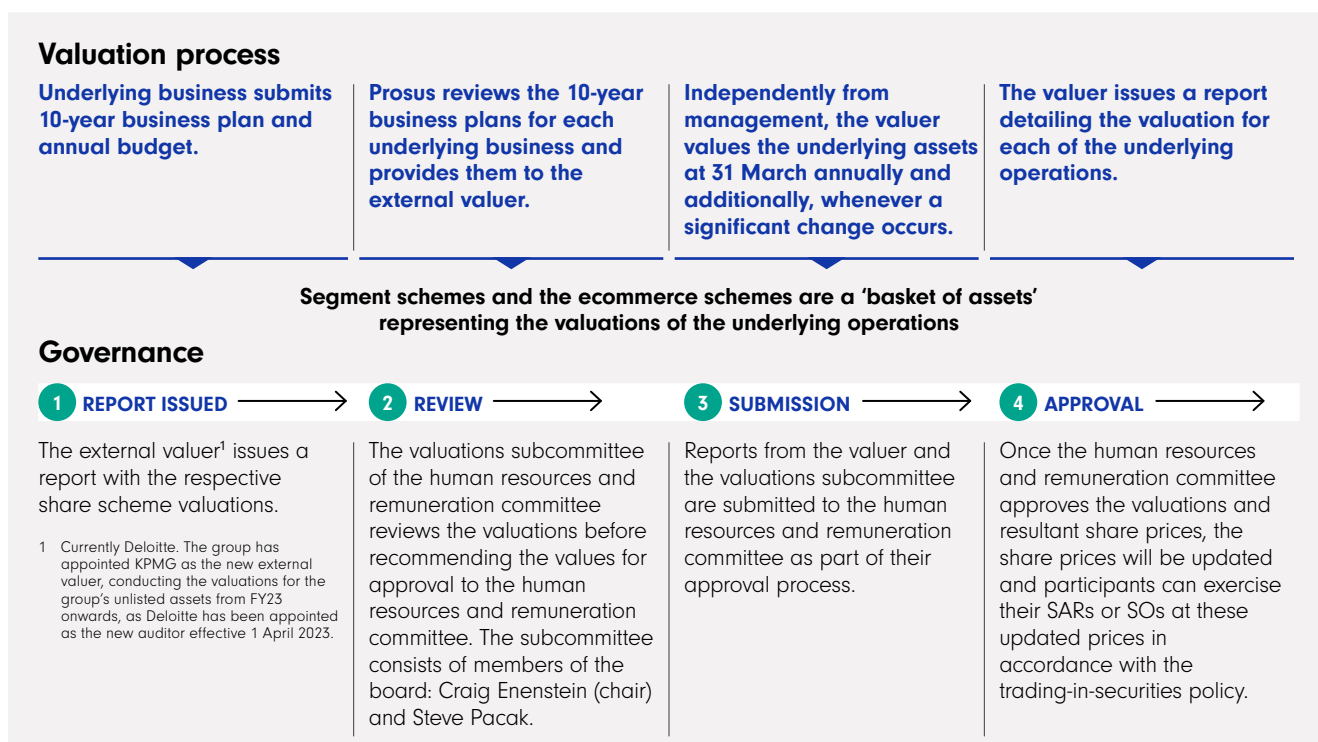 Valuation process
Underlying business submits
10-year business plan and
annual budget.
Prosus reviews the 10-year
business plans for each
underlying business and
provides them to the
external valuer.
Independently from
management, the valuer
values the underlying assets
at 31 March annually and
additionally, whenever a
significant change occurs.
The valuer issues a report
detailing the valuation for
each of the underlying
operations.
Segment schemes and the ecommerce schemes are a ‘basket of assets’
representing the valuations of the underlying operations
Governance
1 REPORT ISSUED
The external valuer¹ issues a
report with the respective
share scheme valuations.
1 Currently Deloitte. The group has
appointed KPMG as the new external
valuer, conducting the valuations for the
group’s unlisted assets from FY23
onwards, as Deloitte has been appointed
as the new auditor effective 1 April 2023.
2 REVIEW
The valuations subcommittee
of the human resources and
remuneration committee
reviews the valuations before
recommending the values for
approval to the human
resources and remuneration
committee. The subcommittee
consists of members of the
board: Craig Enenstein (chair)
and Steve Pacak.
3 SUBMISSION
Reports from the valuer and
the valuations subcommittee
are submitted to the human
resources and remuneration
committee as part of their
approval process.
4 APPROVAL
Once the human resources
and remuneration committee
approves the valuations and
resultant share prices, the
share prices will be updated
and participants can exercise
their SARs or SOs at these
updated prices in
accordance with the
trading-in-securities policy.